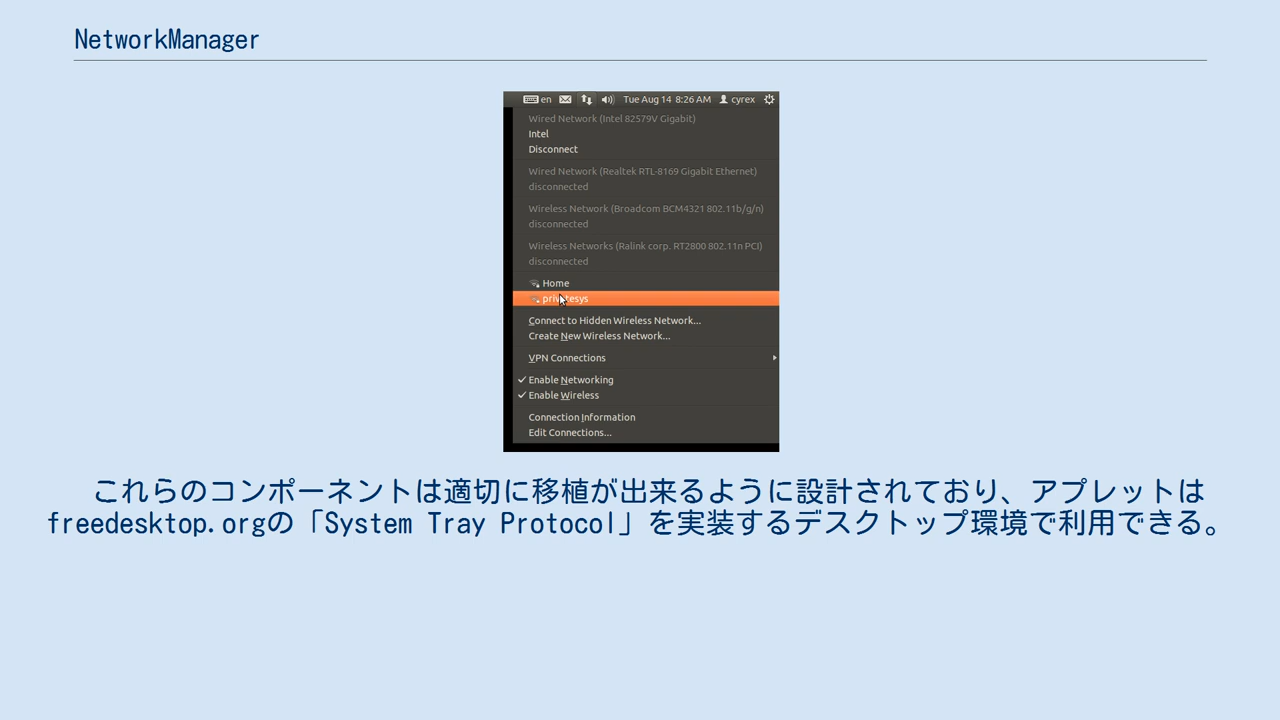 NetworkManager
en Tue Aug 14 8:26 AM cyrex
Wired Network (Intel 82579V Gigabit)
Intel
Disconnect
Wired Network (Realtek RTL-8169 Gigabit Ethernet)
disconnected
Wireless Network (Broadcom BCM4321 802.11b/g/n)
disconnected
Wireless Networks (Ralink corp. RT2800 802.11n PCI)
disconnected
Home
Connect to Hidden Wireless Network...
Create New Wireless Network...
VPN Connections
Enable Networking
Enable Wireless
Connection Information
Edit Connections...
これらのコンポーネントは適切に移植が出来るように設計されており、アプレットは
freedesktop.orgの「System Tray Protocol」を実装するデスクトップ環境で利用できる。